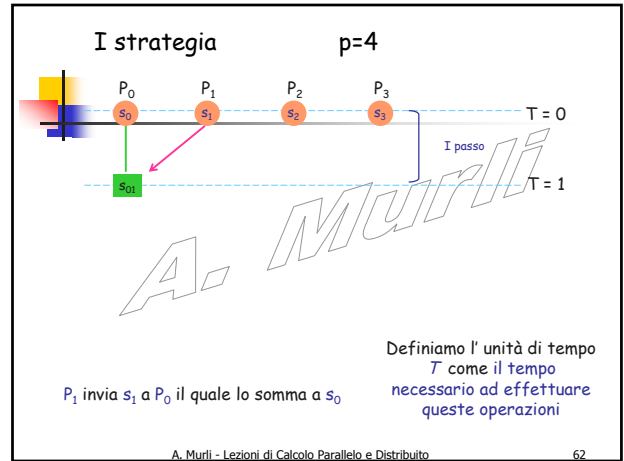 I strategia p=4
P0 P1 P2 P3
s0 s1 s2 s3 T = 0
I passo
s01 T = 1
A. Murli
Definiamo l' unità di tempo
T come il tempo
necessario ad effettuare
queste operazioni
P1 invia s1 a P0 il quale lo somma a s0
A. Murli - Lezioni di Calcolo Parallelo e Distribuito 62